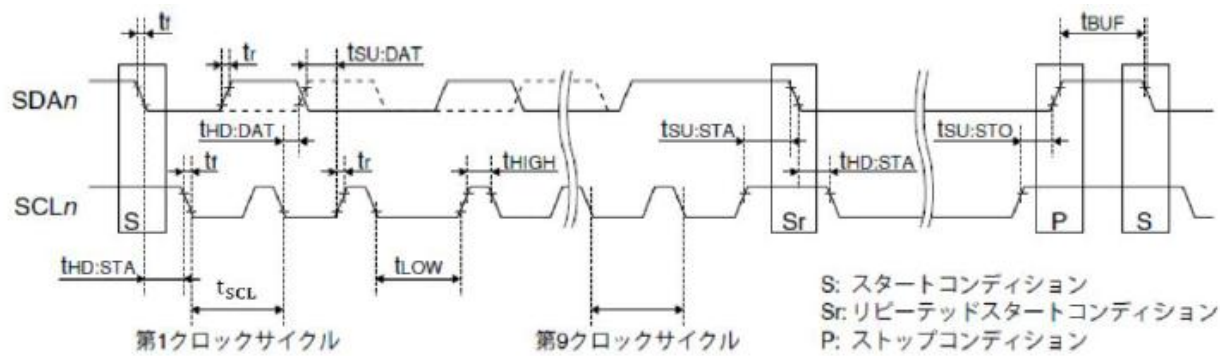 tf
tBUF
tr
tSU:DAT
SDAn
tHD:DAT
tSU:STA
tSU:STO
tf
tr
tHIGH
tHD:STA
SCLn
S
Sr
P
S
tHD:STA
tSCL
tLOW
S: スタートコンディション
第1クロックサイクル
第9クロックサイクル
Sr: リピーテッドスタートコンディション
P: ストップコンディション